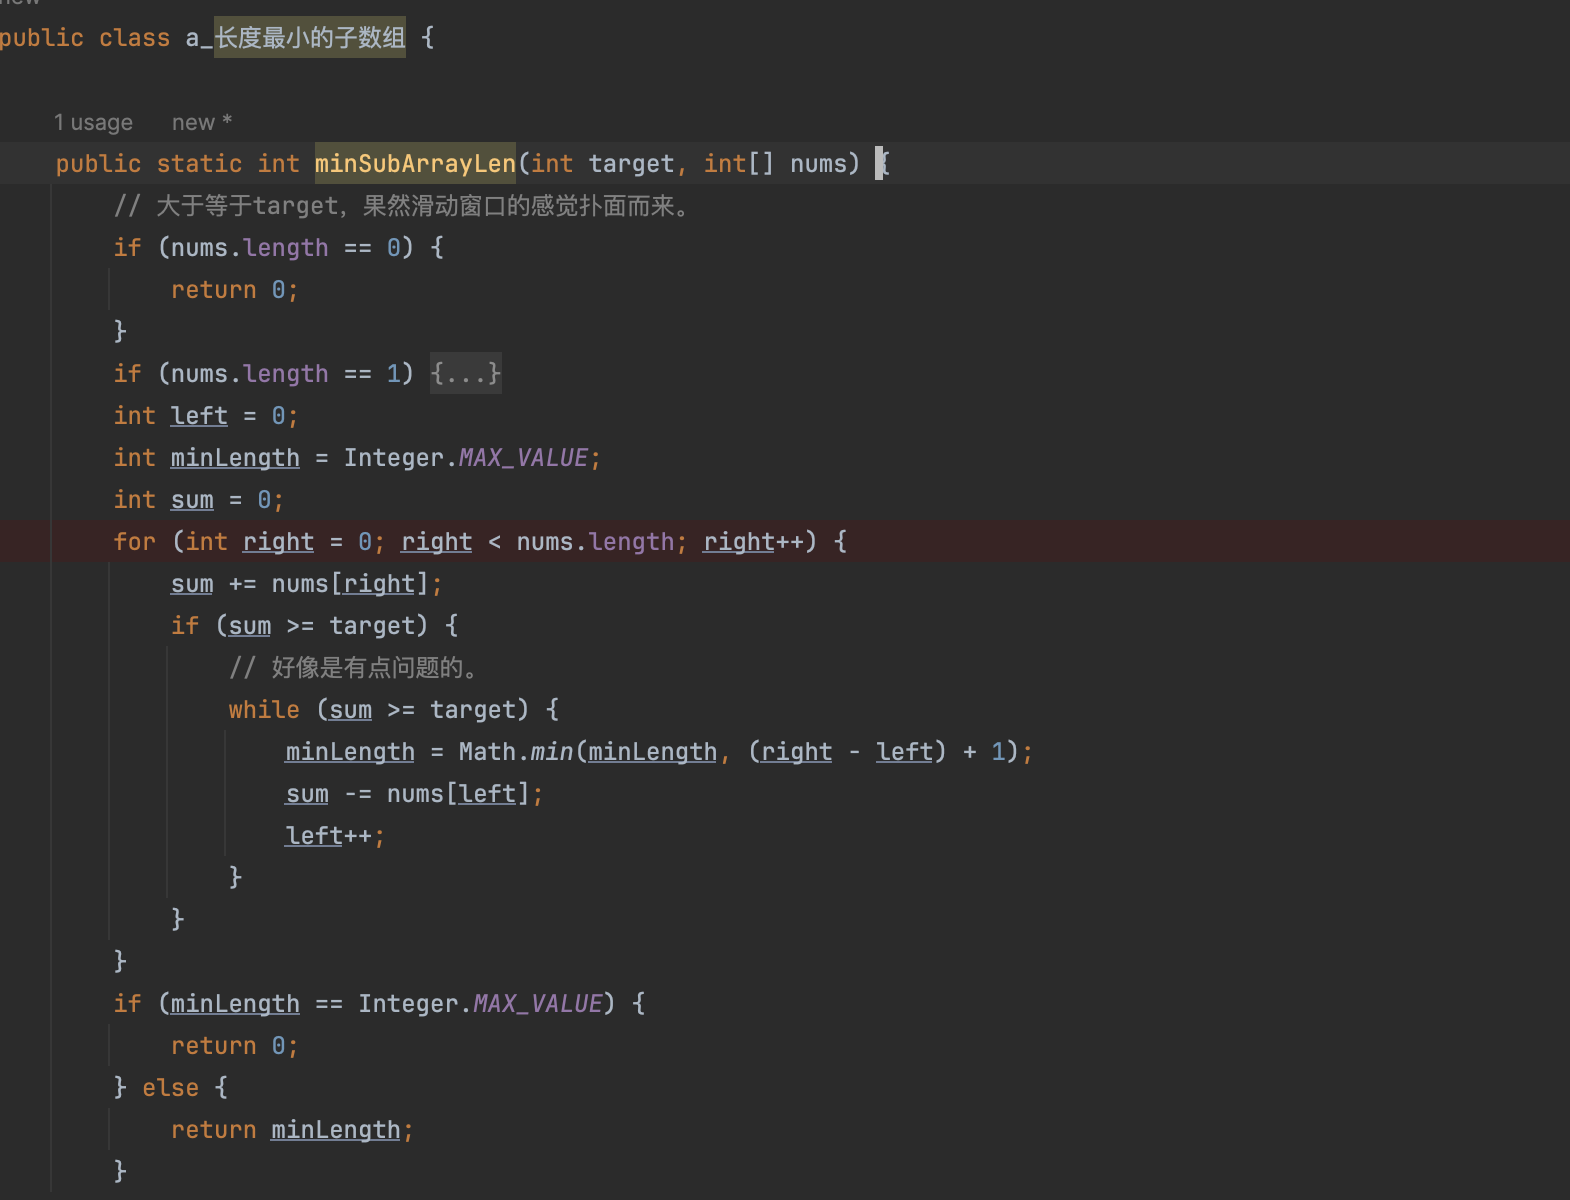 new
public class a_长度最小的子数组 {
1 usage new *
public static int minSubArrayLen(int target, int[] nums) {
// 大于等于target，果然滑动窗口的感觉扑面而来。
if (nums.length == 0) {
return 0;
}
if (nums.length == 1) {...}
int left = 0;
int minLength = Integer.MAX_VALUE;
int sum = 0;
for (int right = 0; right < nums.length; right++) {
sum += nums[right];
if (sum >= target) {
// 好像是有点问题的。
while (sum >= target) {
minLength = Math.min(minLength, (right - left) + 1);
sum -= nums[left];
left++;
}
}
}
if (minLength == Integer.MAX_VALUE) {
return 0;
} else {
return minLength;
}